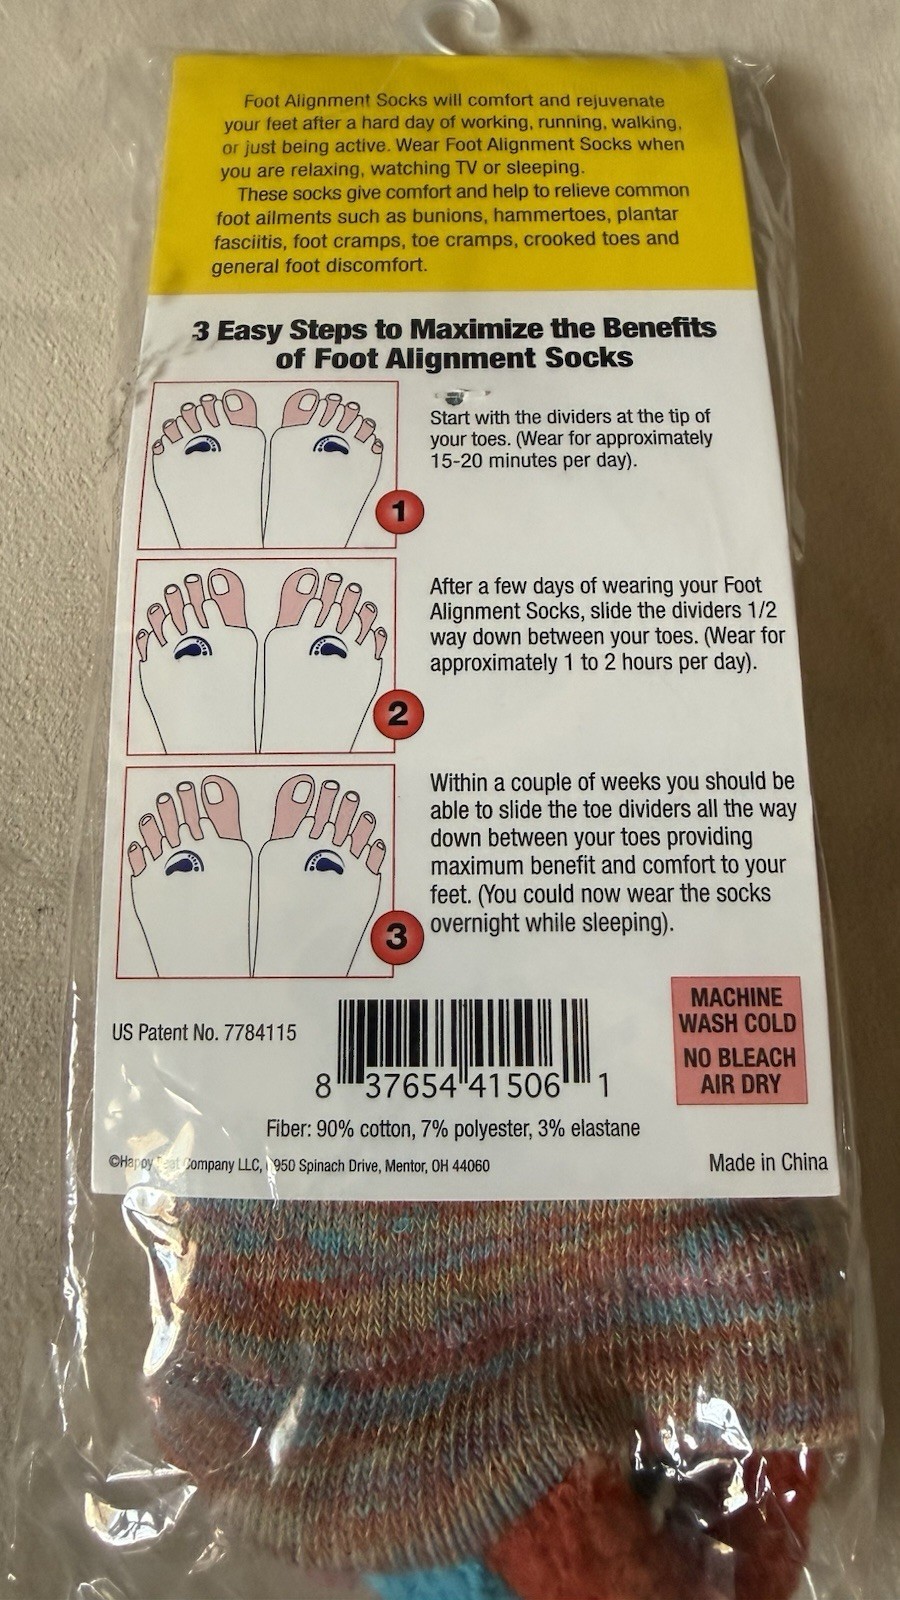 Foot Alignment Socks will comfort and rejuvenate
your feet after a hard day of working, running, walking,
or just being active. Wear Foot Alignment Socks when
you are relaxing, watching TV or sleeping.
These socks give comfort and help to relieve common
foot ailments such as bunions, hammertoes, plantar
fasciitis, foot cramps, toe cramps, crooked toes and
general foot discomfort.
3 Easy Steps to Maximize the Benefits
of Foot Alignment Socks
Start with the dividers at the tip of
your toes. (Wear for approximately
15-20 minutes per day).
1
After a few days of wearing your Foot
Alignment Socks, slide the dividers 1/2
way down between your toes. (Wear for
approximately 1 to 2 hours per day).
2
Within a couple of weeks you should be
able to slide the toe dividers all the way
down between your toes providing
maximum benefit and comfort to your
feet. (You could now wear the socks
overnight while sleeping).
3
US Patent No. 7784115
8 37654 41506 1
MACHINE
WASH COLD
NO BLEACH
AIR DRY
Fiber: 90% cotton, 7% polyester, 3% elastane
©Happy Company LLC, 950 Spinach Drive, Mentor, OH 44060
Made in China